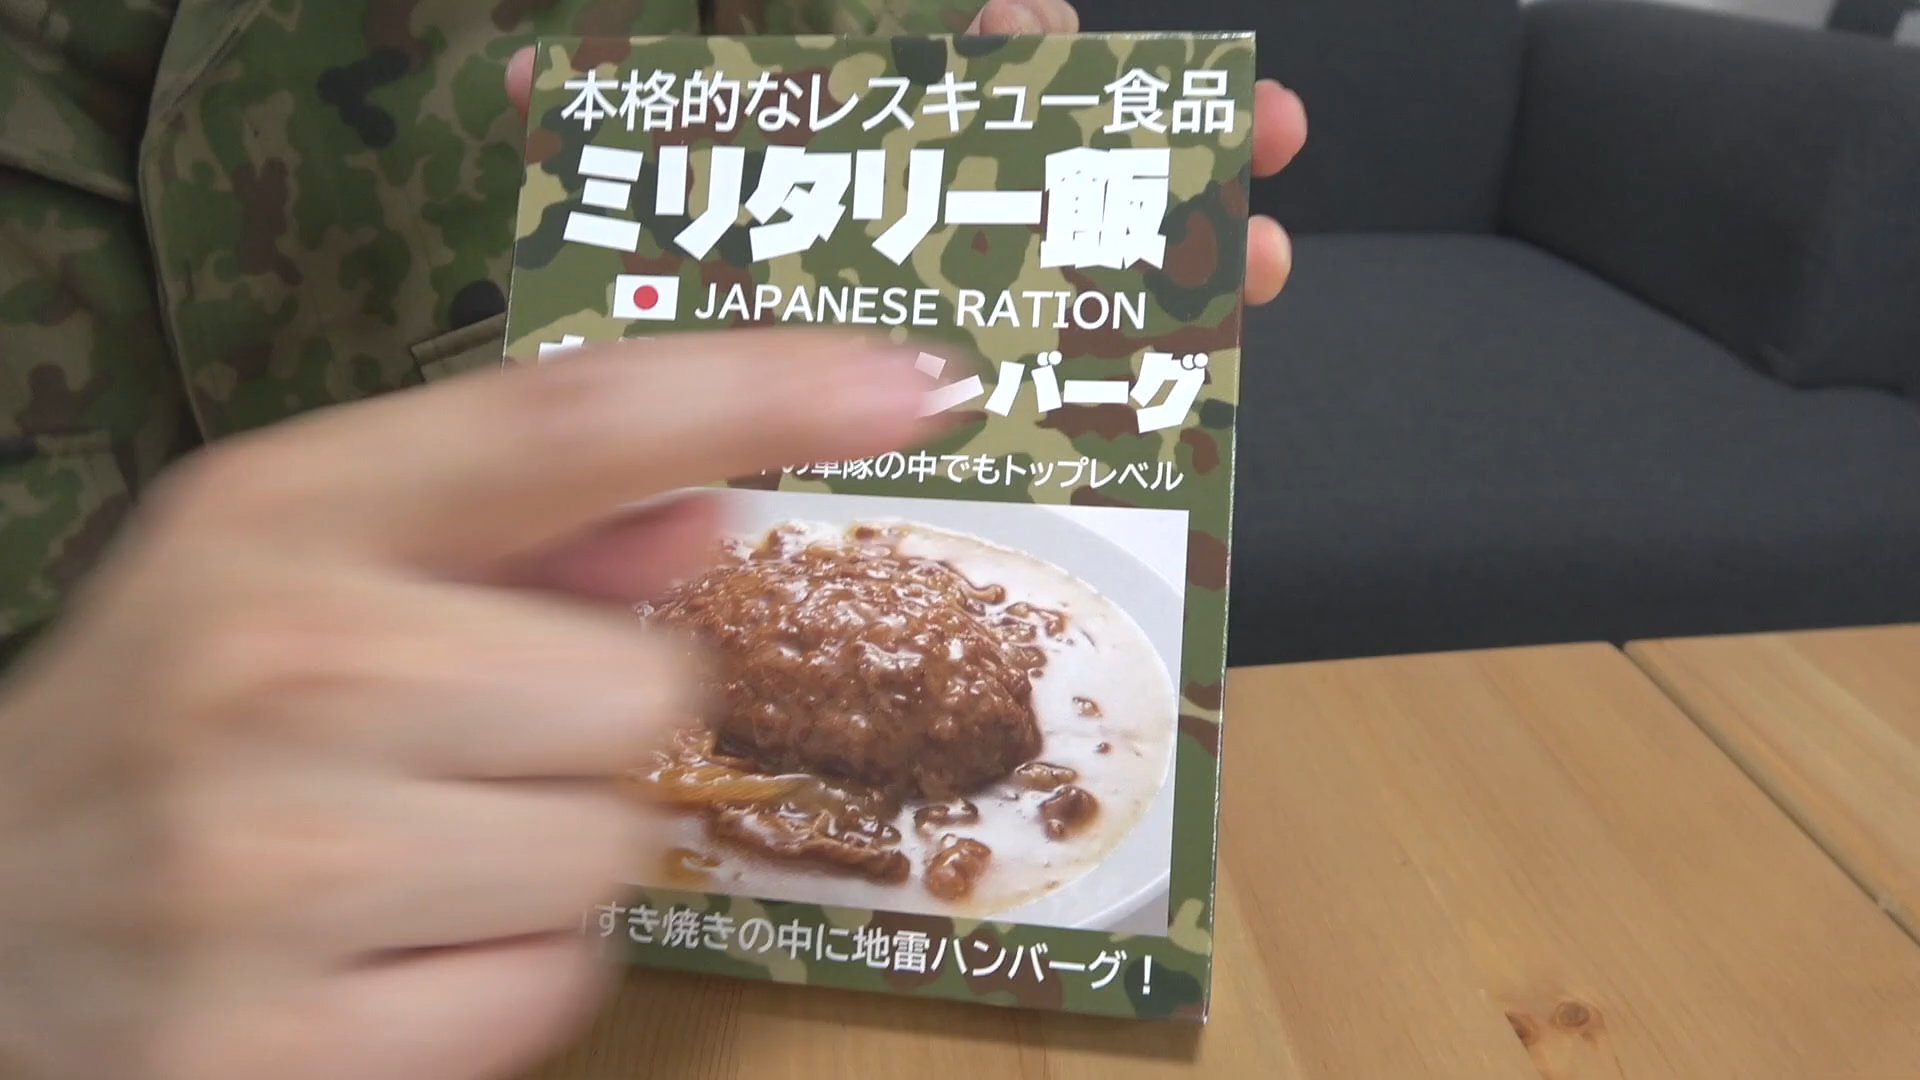 本格的なレスキュー食品
ミリタリー飯
JAPANESE RATION
ンバーグ
の軍隊の中でもトップレベル
すき焼きの中に地雷ハンバーグ！